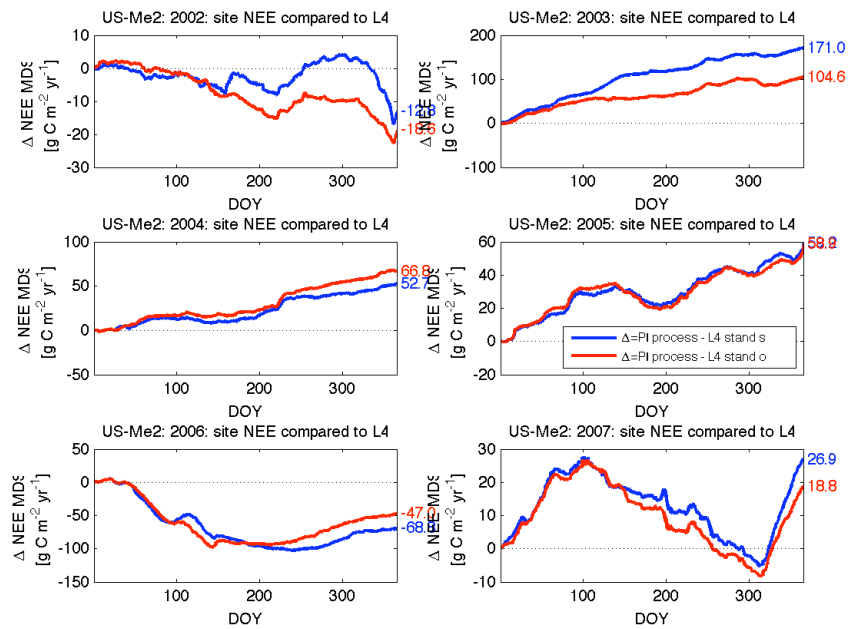 US-Me2: 2002: site NEE compared to L4
Δ NEE MDS
[g C m-2 yr-1]
10
0
-10
-20
-30
100
200
300
DOY
-18.6
US-Me2: 2003: site NEE compared to L4
Δ NEE MDS
[g C m-2 yr-1]
200
100
0
-100
100
200
300
DOY
171.0
104.6
US-Me2: 2004: site NEE compared to L4
Δ NEE MDS
[g C m-2 yr-1]
100
50
0
-50
100
200
300
DOY
66.8
52.7
US-Me2: 2005: site NEE compared to L4
Δ NEE MDS
[g C m-2 yr-1]
60
40
20
0
-20
100
200
300
DOY
Δ=PI process - L4 stand s
Δ=PI process - L4 stand o
US-Me2: 2006: site NEE compared to L4
Δ NEE MDS
[g C m-2 yr-1]
50
0
-50
-100
-150
100
200
300
DOY
-47.0
US-Me2: 2007: site NEE compared to L4
Δ NEE MDS
[g C m-2 yr-1]
30
20
10
0
-10
100
200
300
DOY
26.9
18.8